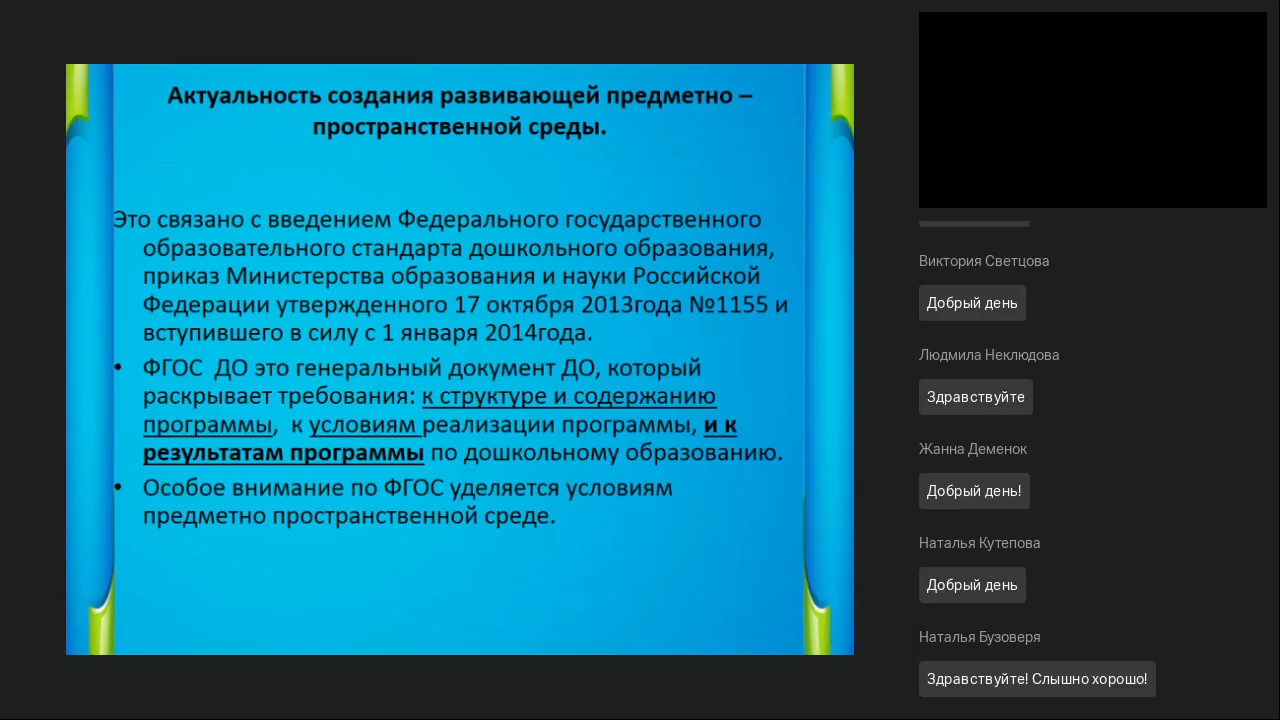 Актуальность создания развивающей предметно –
пространственной среды.
Это связано с введением Федерального государственного
образовательного стандарта дошкольного образования,
приказ Министерства образования и науки Российской
Федерации утвержденного 17 октября 2013года №1155 и
вступившего в силу с 1 января 2014года.
• ФГОС  ДО это генеральный документ ДО, который
раскрывает требования: к структуре и содержанию
программы,  к условиям реализации программы, и к
результатам программы по дошкольному образованию.
• Особое внимание по ФГОС уделяется условиям
предметно пространственной среде.
Виктория Светцова
Добрый день
Людмила Неклюдова
Здравствуйте
Жанна Деменок
Добрый день!
Наталья Кутепова
Добрый день
Наталья Бузоверя
Здравствуйте! Слышно хорошо!